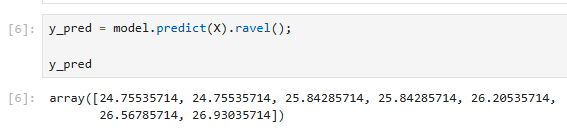 [6]: y_pred = model.predict(X).ravel();
y_pred
[6]: array([24.75535714, 24.75535714, 25.84285714, 25.84285714, 26.20535714,
26.56785714, 26.93035714])